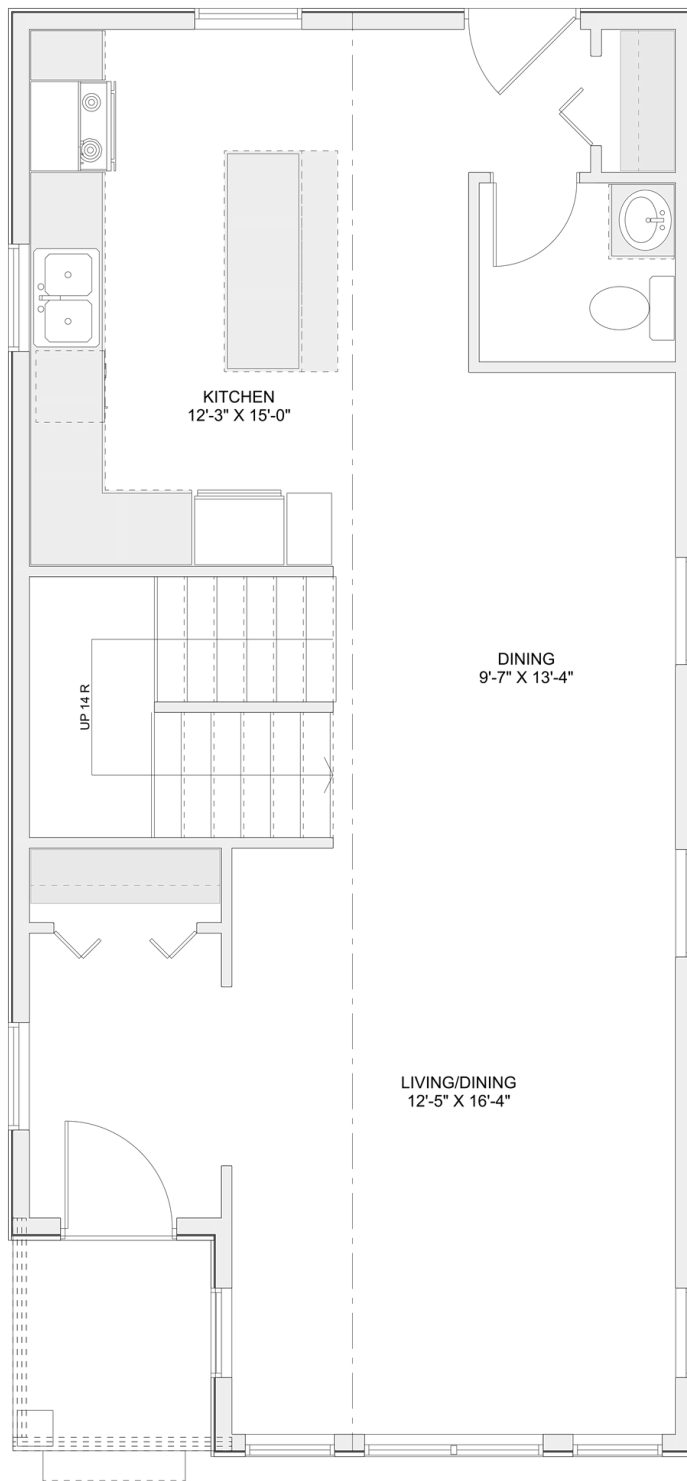 KITCHEN
12'-3" X 15'-0"
DINING
9'-7" X 13'-4"
UP 14 R
LIVING/DINING
12'-5" X 16'-4"